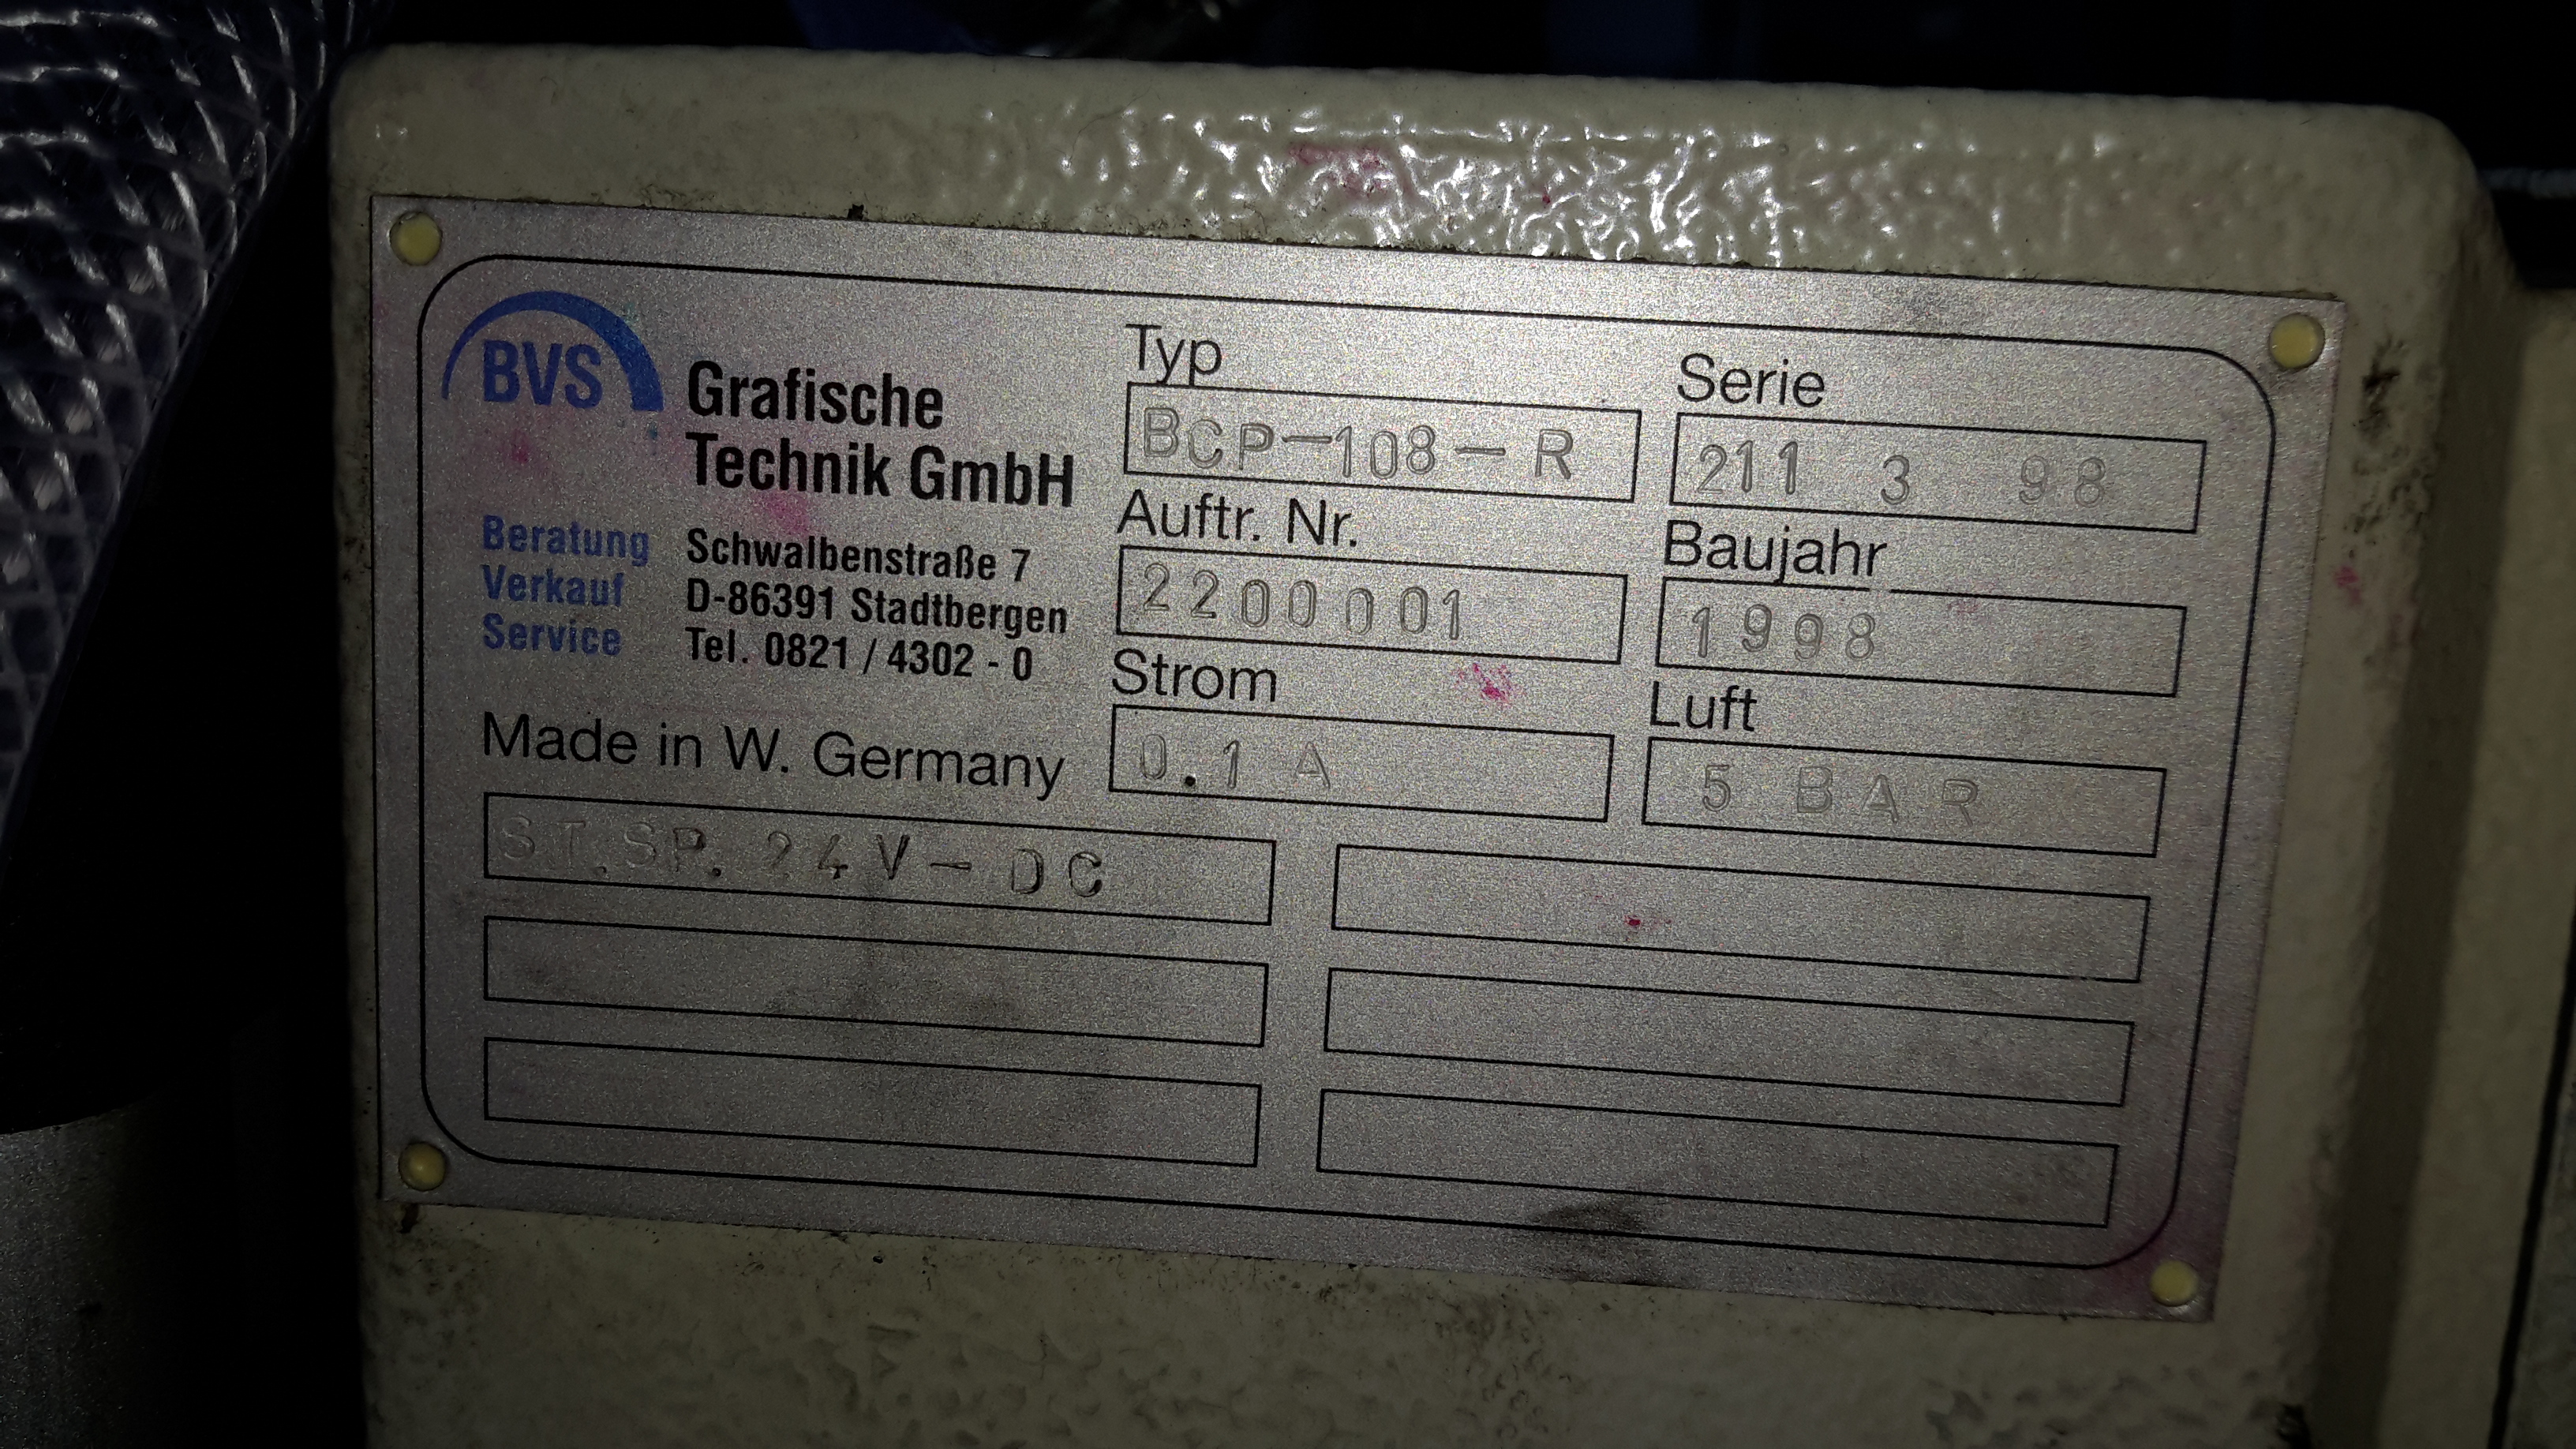 BVS
Grafische
Technik GmbH
Beratung
Verkauf
Service
Schwalbenstraße 7
D-86391 Stadtbergen
Tel. 0821 / 4302 - 0
Made in W. Germany
Typ
BCP-108-R
Serie
211 3 98
Auftr. Nr.
2200001
Baujahr
1998
Strom
0.1 A
Luft
5 BAR
ST.SP. 24V-DC